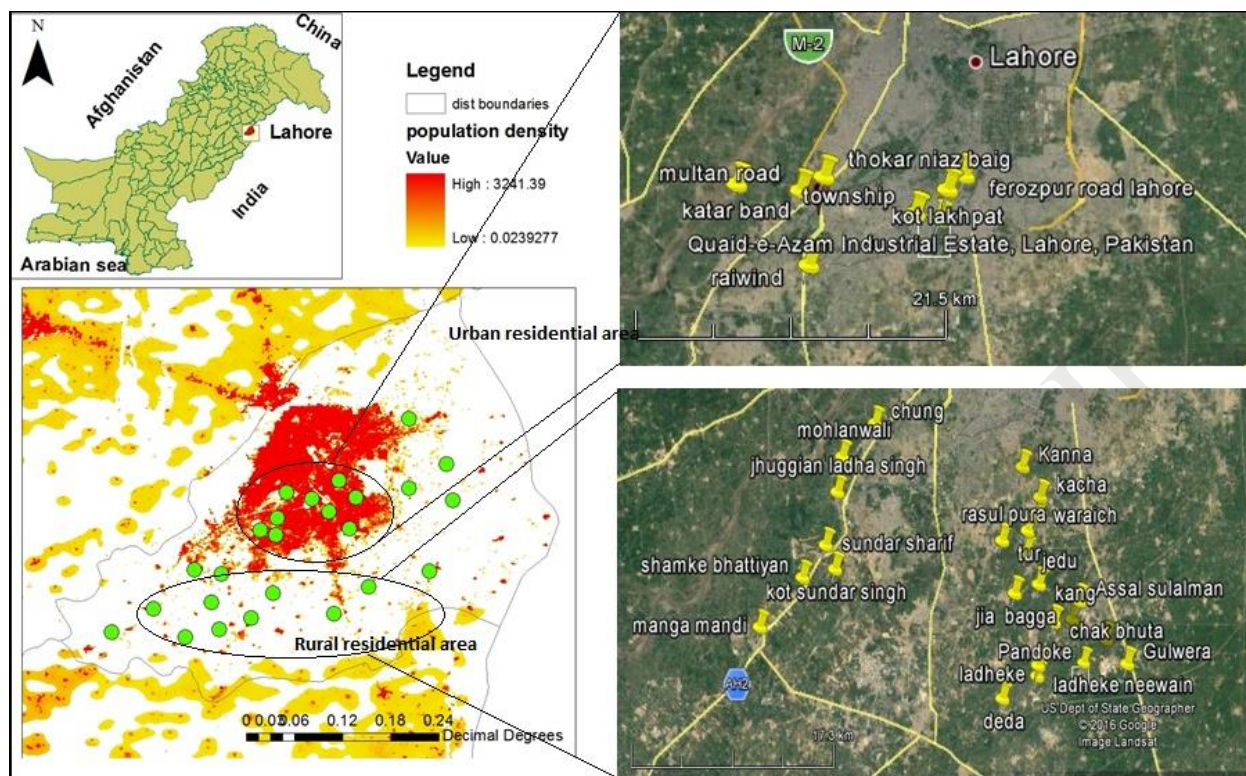 N
China
Afghanistan
Lahore
India
Arabian sea
Legend
dist boundaries
population density
Value
High : 3241.39
Low : 0.0239277
Urban residential area
Rural residential area
0 0.03 0.06 0.12 0.18 0.24
Decimal Degrees
M-2
Lahore
thokar niaz baig
multan road
township
ferozpur road lahore
katar band
kot lakhpat
Quaid-e-Azam Industrial Estate, Lahore, Pakistan
raiwind
21.5 km
chung
mohlanwali
Kanna
jhuggian ladha singh
kacha
rasul pura
waraich
sundar sharif
tur
jedu
shamke bhattiyan
kot sundar singh
kang
Assal sulalman
jia bagga
manga mandi
chak bhuta
Pandoke
Gulwera
ladheke
ladheke neewain
AH2
deda
US Dept of State Geographer
© 2016 Google
Image Landsat
17.3 km